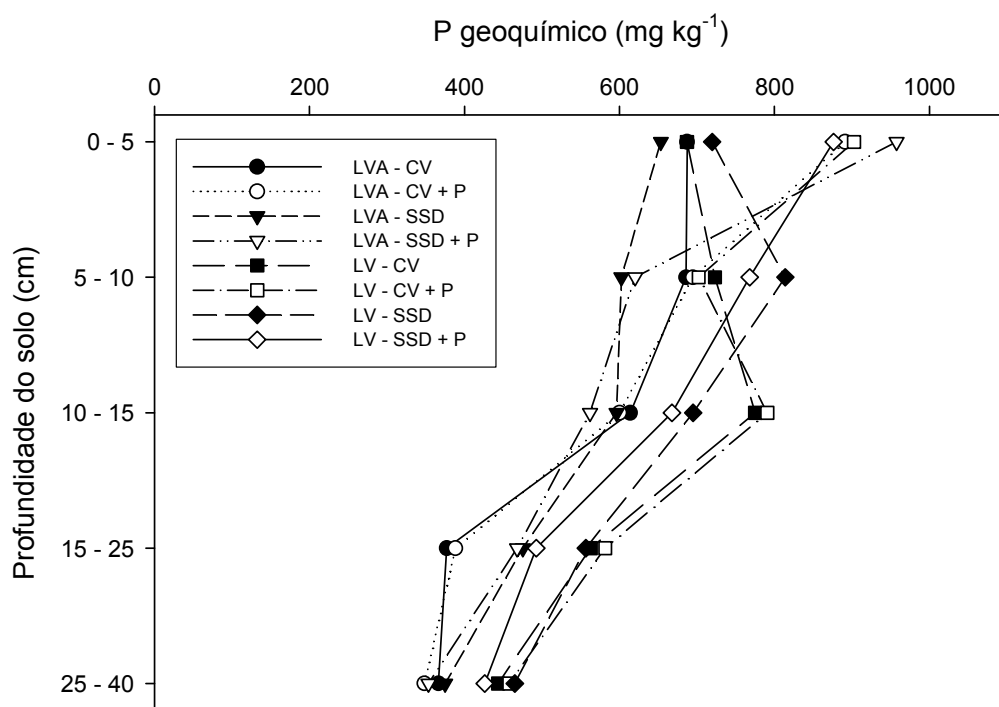 P geoquímico (mg kg⁻¹)
0 200 400 600 800 1000
Profundidade do solo (cm)
0 - 5
5 - 10
10 - 15
15 - 25
25 - 40
LVA - CV
LVA - CV + P
LVA - SSD
LVA - SSD + P
LV - CV
LV - CV + P
LV - SSD
LV - SSD + P